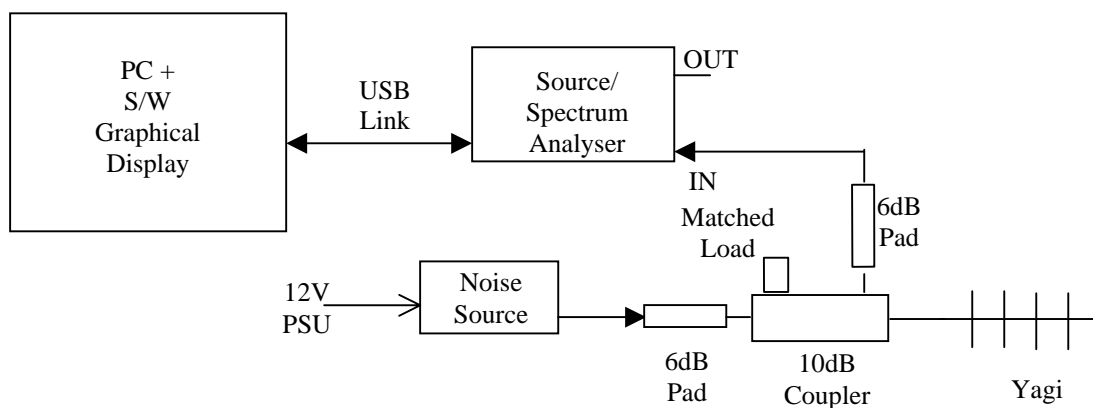 PC +
S/W
Graphical
Display
USB
Link
Source/
Spectrum
Analyser
OUT
IN
6dB
Pad
Matched
Load
12V
PSU
Noise
Source
6dB
Pad
10dB
Coupler
Yagi